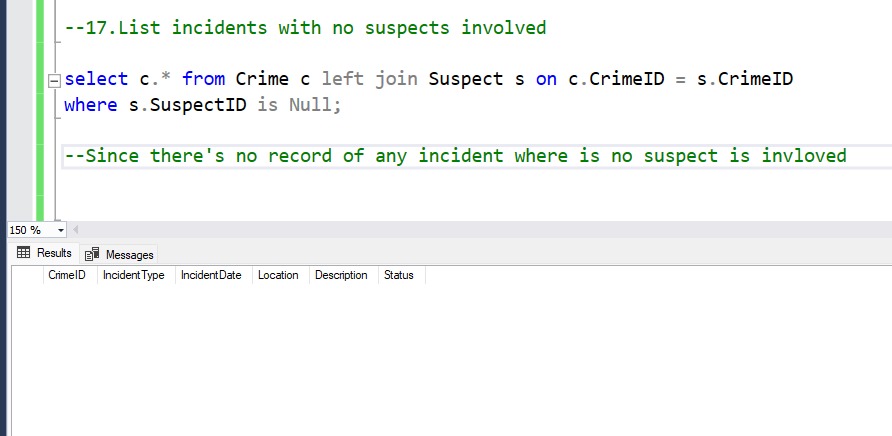 --17.List incidents with no suspects involved
select c.* from Crime c left join Suspect s on c.CrimeID = s.CrimeID
where s.SuspectID is Null;
--Since there's no record of any incident where is no suspect is invloved
150 %
Results Messages
CrimeID IncidentType IncidentDate Location Description Status